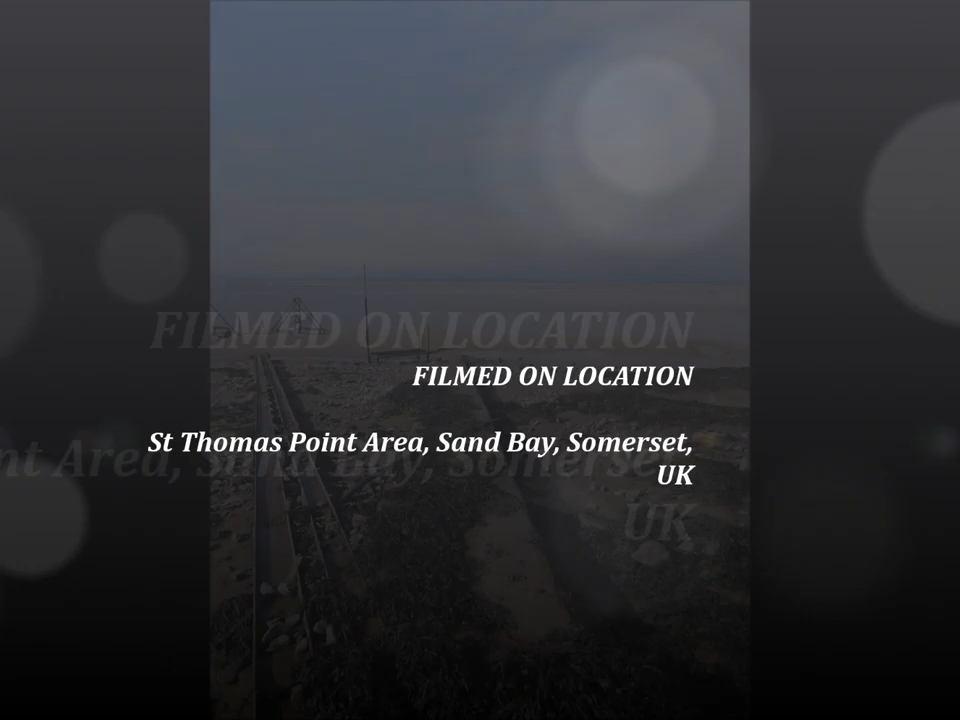 FILMED ON LOCATION
St Thomas Point Area, Sand Bay, Somerset,
UK